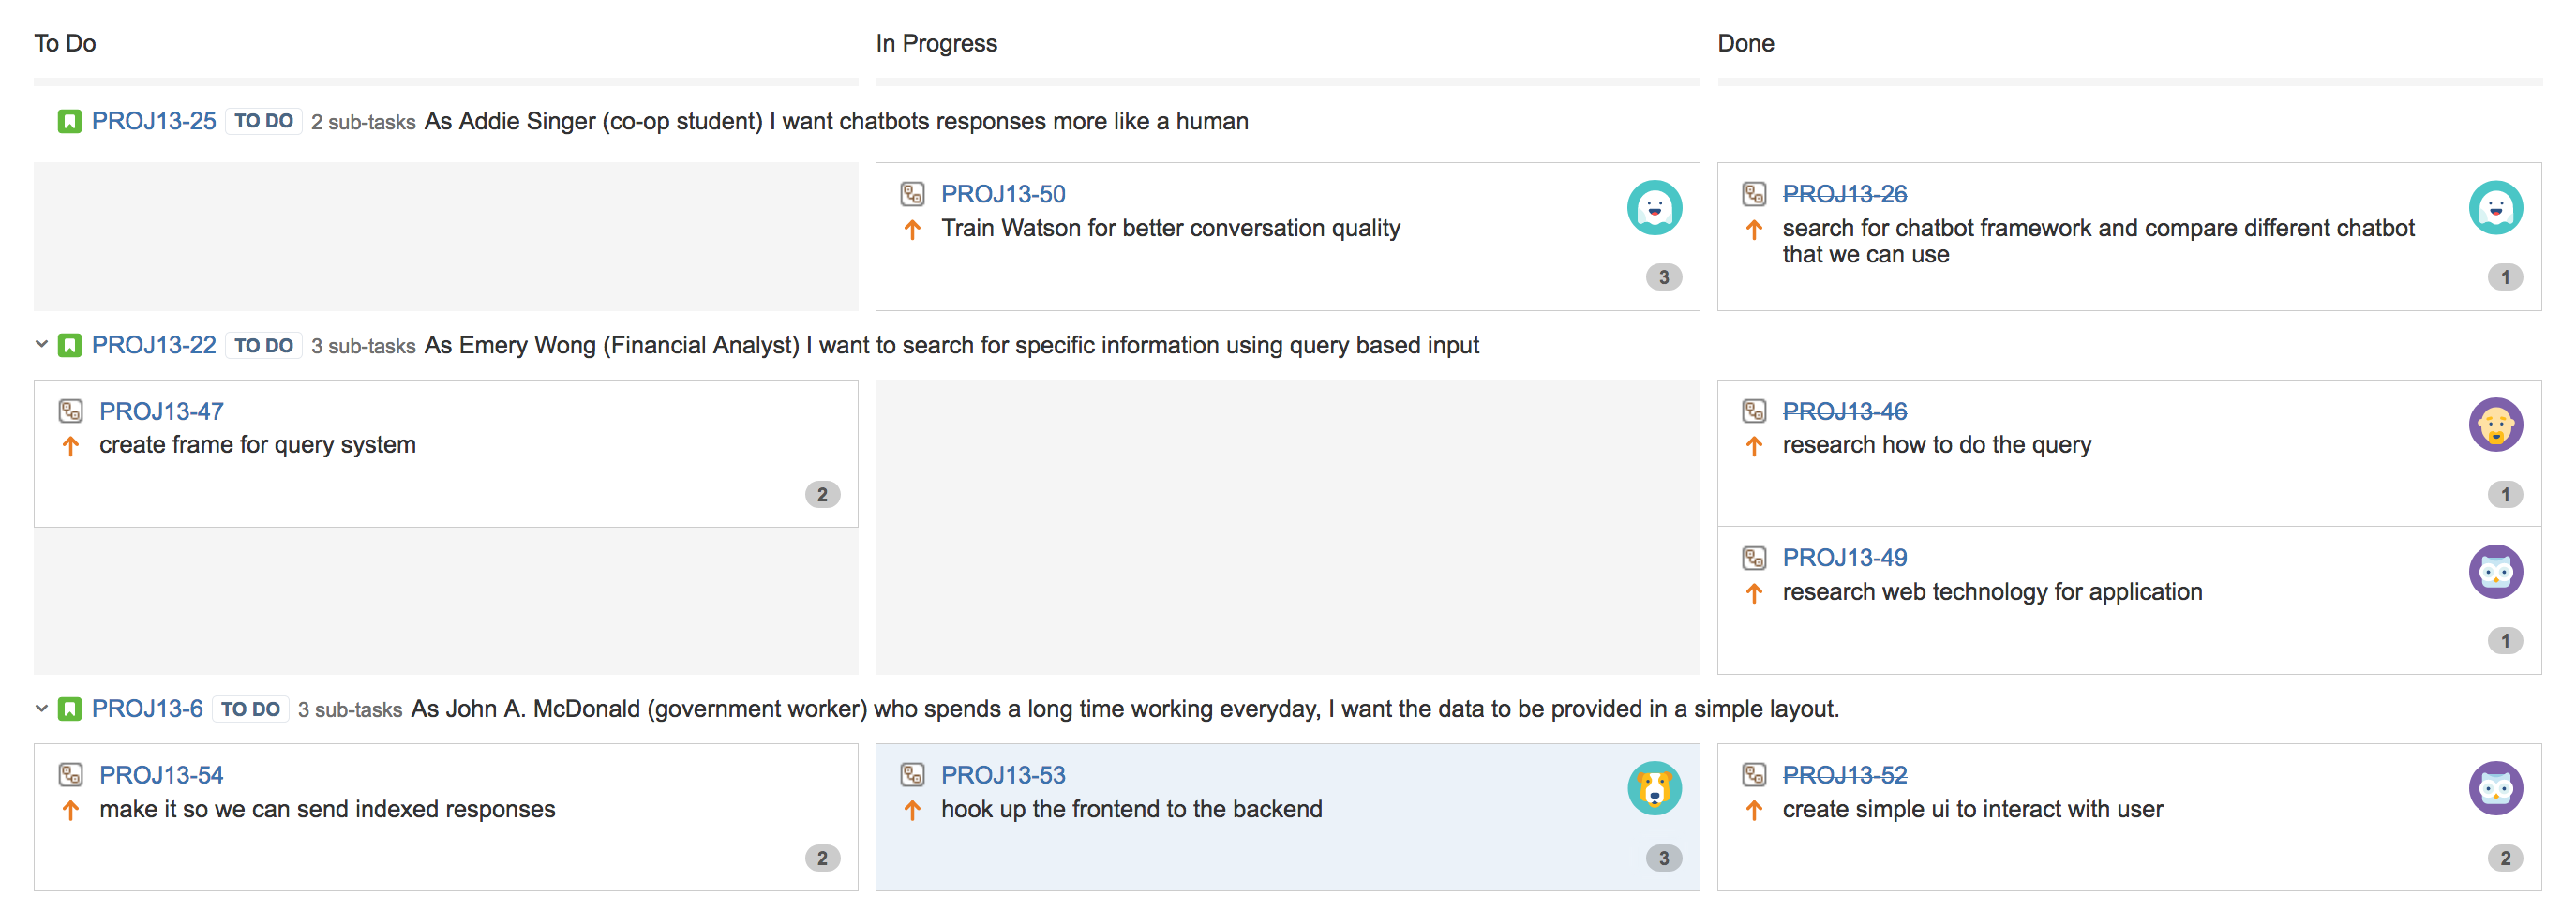 To Do
In Progress
Done
PROJ13-25 TO DO 2 sub-tasks As Addie Singer (co-op student) I want chatbots responses more like a human
PROJ13-50
Train Watson for better conversation quality
3
PROJ13-26
search for chatbot framework and compare different chatbot
that we can use
1
PROJ13-22 TO DO 3 sub-tasks As Emery Wong (Financial Analyst) I want to search for specific information using query based input
PROJ13-47
create frame for query system
2
PROJ13-46
research how to do the query
1
PROJ13-49
research web technology for application
1
PROJ13-6 TO DO 3 sub-tasks As John A. McDonald (government worker) who spends a long time working everyday, I want the data to be provided in a simple layout.
PROJ13-54
make it so we can send indexed responses
2
PROJ13-53
hook up the frontend to the backend
3
PROJ13-52
create simple ui to interact with user
2